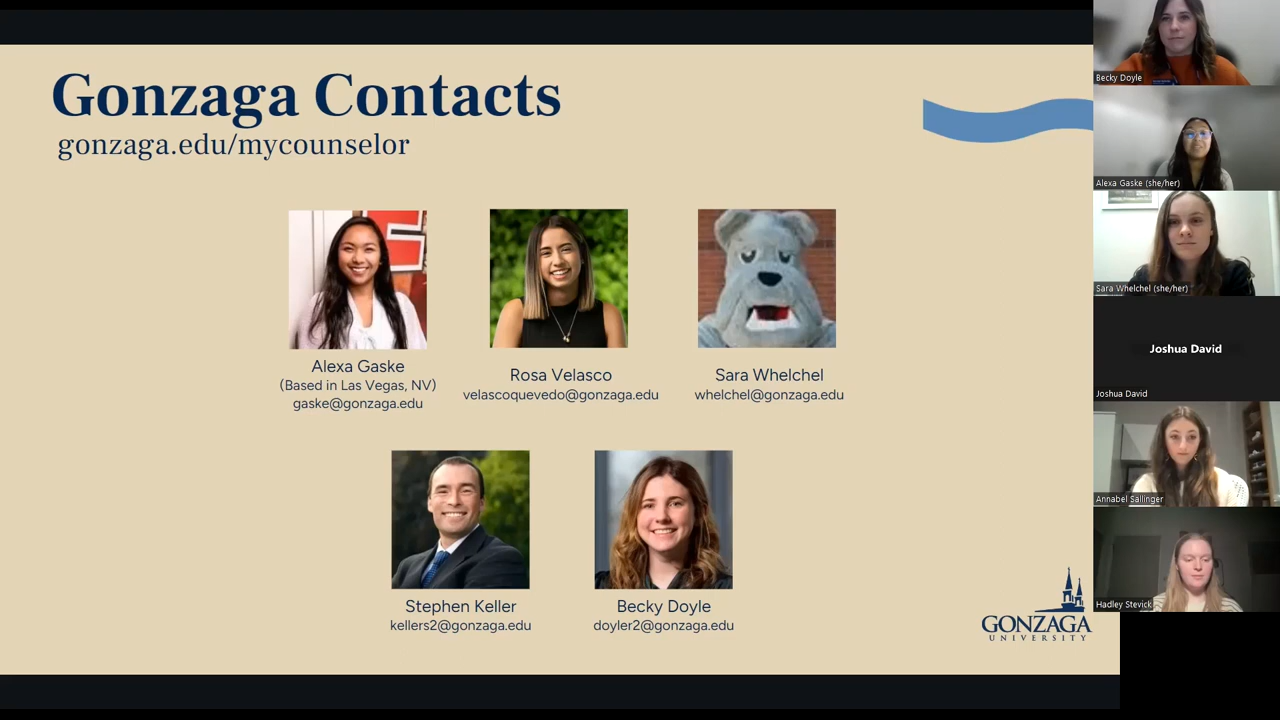 Gonzaga Contacts
gonzaga.edu/mycounselor
Alexa Gaske
(Based in Las Vegas, NV)
gaske@gonzaga.edu
Rosa Velasco
velascoquevedo@gonzaga.edu
Sara Whelchel
whelchel@gonzaga.edu
Stephen Keller
kellers2@gonzaga.edu
Becky Doyle
doyler2@gonzaga.edu
GONZAGA
UNIVERSITY
Becky Doyle
Alexa Gaske (she/her)
Sara Whelchel (she/her)
Joshua David
Joshua David
Annabel Sallinger
Hadley Stevick